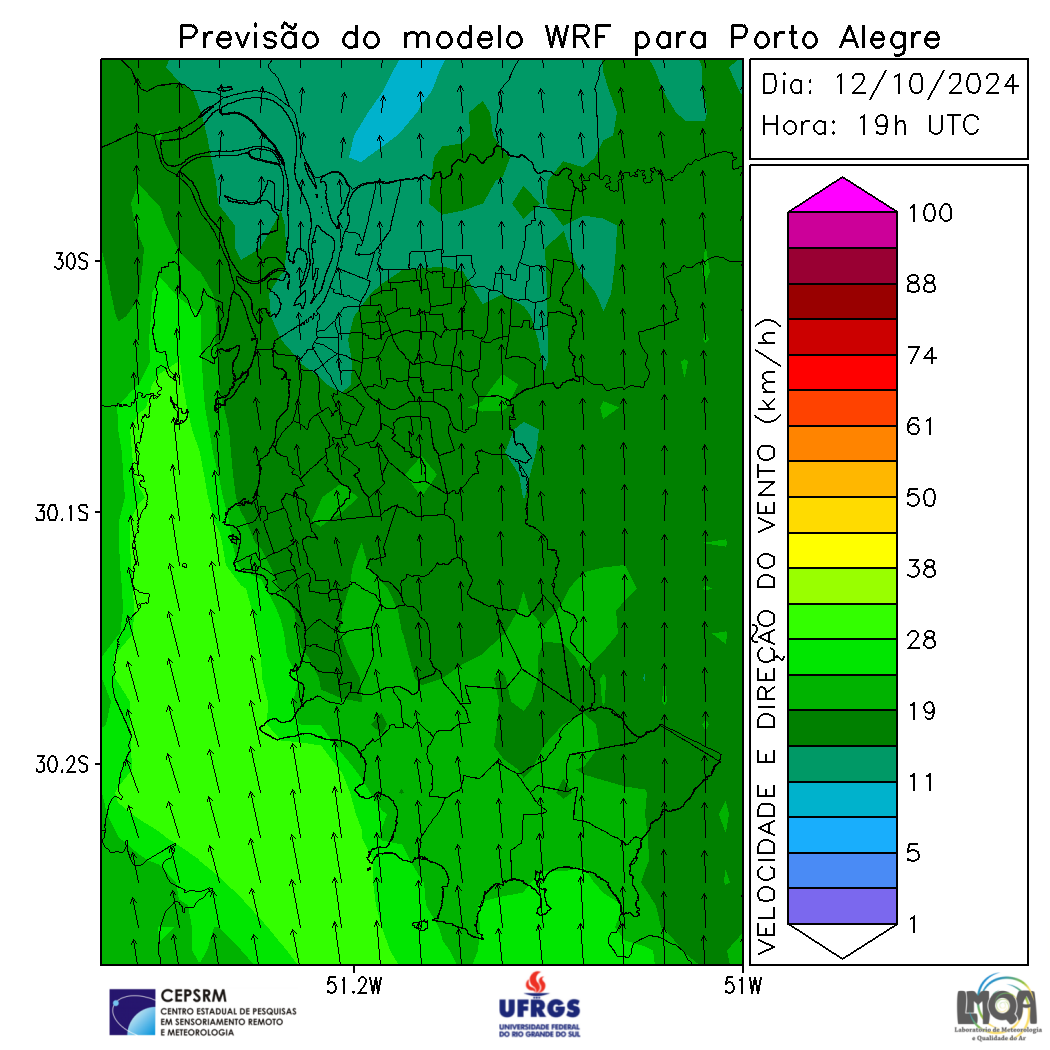 Previsão do modelo WRF para Porto Alegre
Dia: 12/10/2024
Hora: 19h UTC
30S
30.1S
30.2S
51.2W
51W
VELOCIDADE E DIREÇÃO DO VENTO (km/h)
100
88
74
61
50
38
28
19
11
5
1
CEPSRM
CENTRO ESTADUAL DE PESQUISAS
EM SENSORIAMENTO REMOTO
E METEOROLOGIA
UFRGS
UNIVERSIDADE FEDERAL
DO RIO GRANDE DO SUL
LMQA
Laboratório de Meteorologia
e Qualidade do Ar